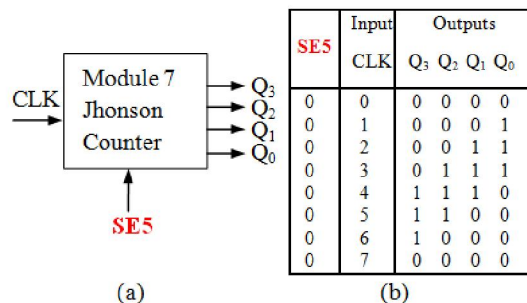 CLK
Module 7
Jhonson
Counter
Q3
Q2
Q1
Q0
SE5
(a)
SE5 Input Outputs
CLK Q3 Q2 Q1 Q0
0 0 0 0 0 0
0 1 0 0 0 1
0 2 0 0 1 1
0 3 0 1 1 1
0 4 1 1 1 0
0 5 1 1 0 0
0 6 1 0 0 0
0 7 0 0 0 0
(b)